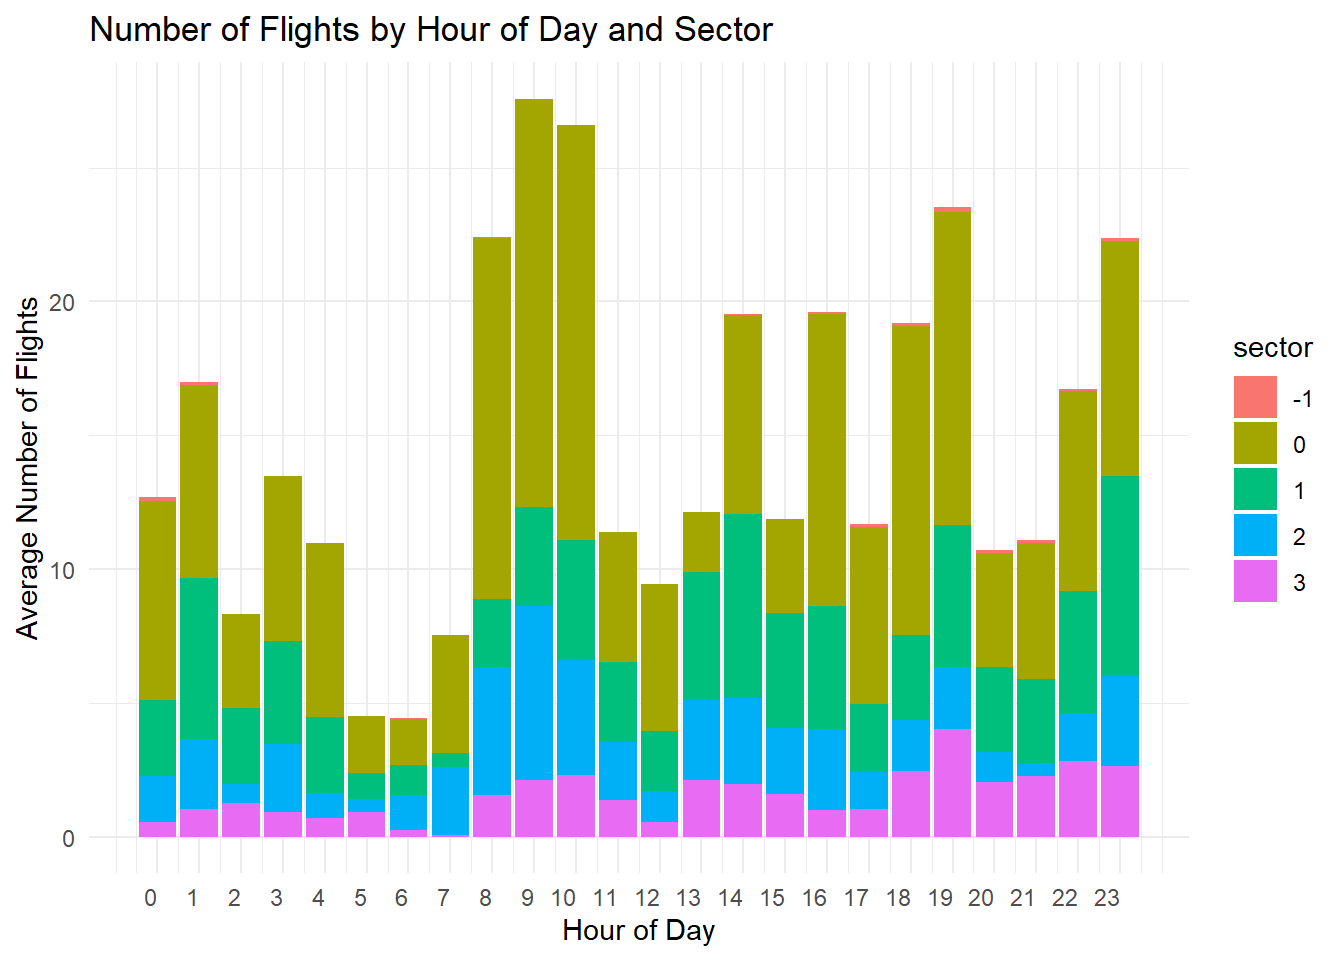 Number of Flights by Hour of Day and Sector
Average Number of Flights
20
10
0
0 1 2 3 4 5 6 7 8 9 10 11 12 13 14 15 16 17 18 19 20 21 22 23
Hour of Day
sector
-1
0
1
2
3